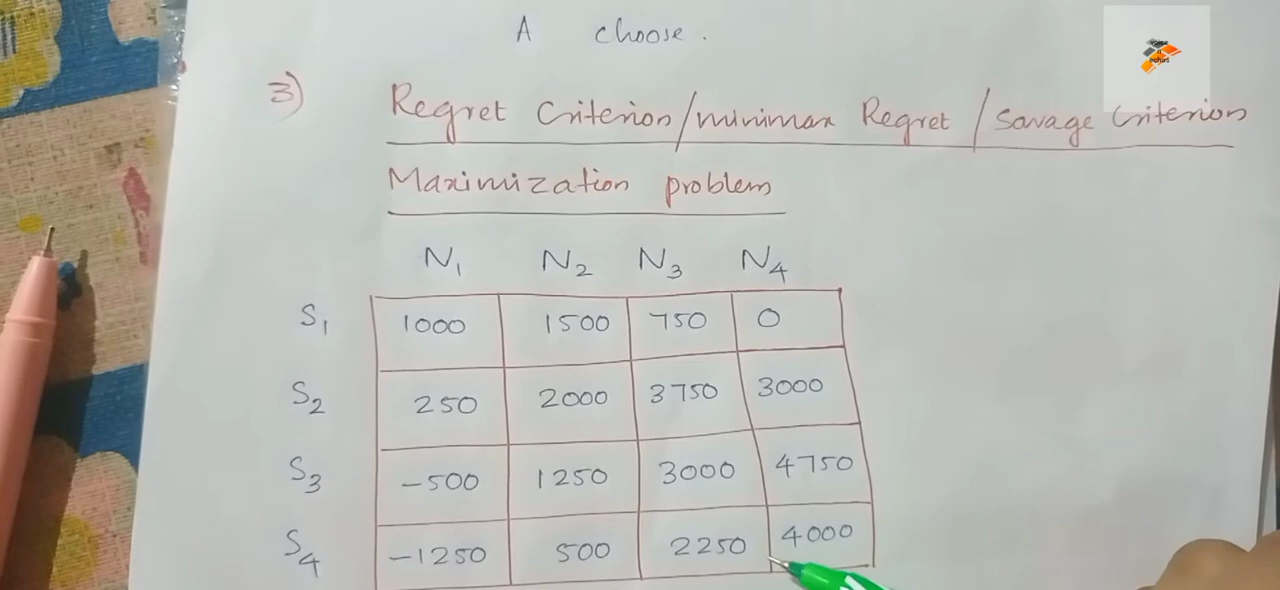 A choose.
3) Regret Criterion/minimax Regret/Savage Criterion
Maximization problem
N1 N2 N3 N4
S1 1000 1500 750 0
S2 250 2000 3750 3000
S3 -500 1250 3000 4750
S4 -1250 500 2250 4000